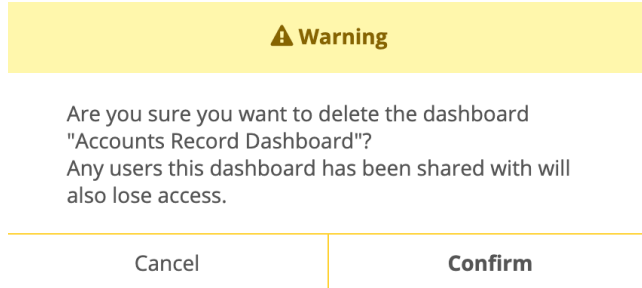 Warning
Are you sure you want to delete the dashboard
"Accounts Record Dashboard"?
Any users this dashboard has been shared with will
also lose access.
Cancel
Confirm